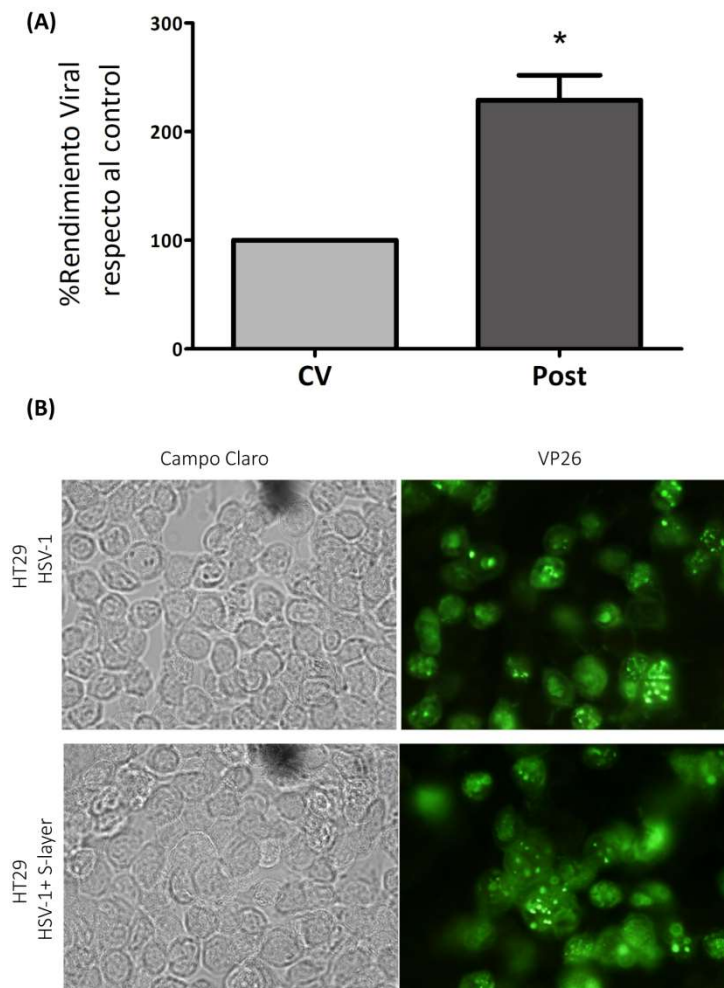 (A)
%Rendimiento Viral
respecto al control
300
200
100
0
*
CV
Post
(B)
Campo Claro
VP26
HT29
HSV-1
HT29
HSV-1+ S-layer